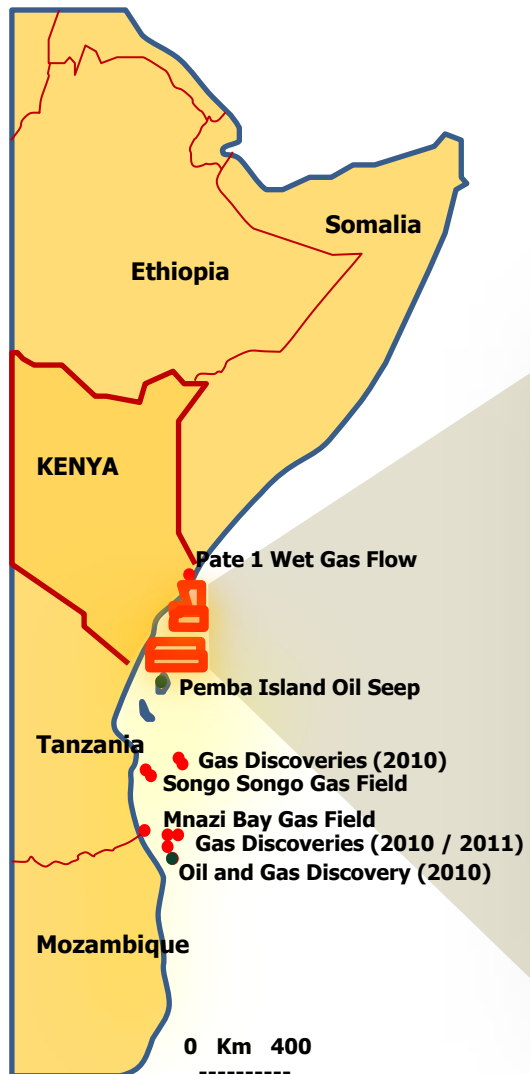 Somalia
Ethiopia
KENYA
Pate 1 Wet Gas Flow
Pemba Island Oil Seep
Tanzania
Gas Discoveries (2010)
Songo Songo Gas Field
Mnazi Bay Gas Field
Gas Discoveries (2010 / 2011)
Oil and Gas Discovery (2010)
Mozambique
0 Km 400
----------